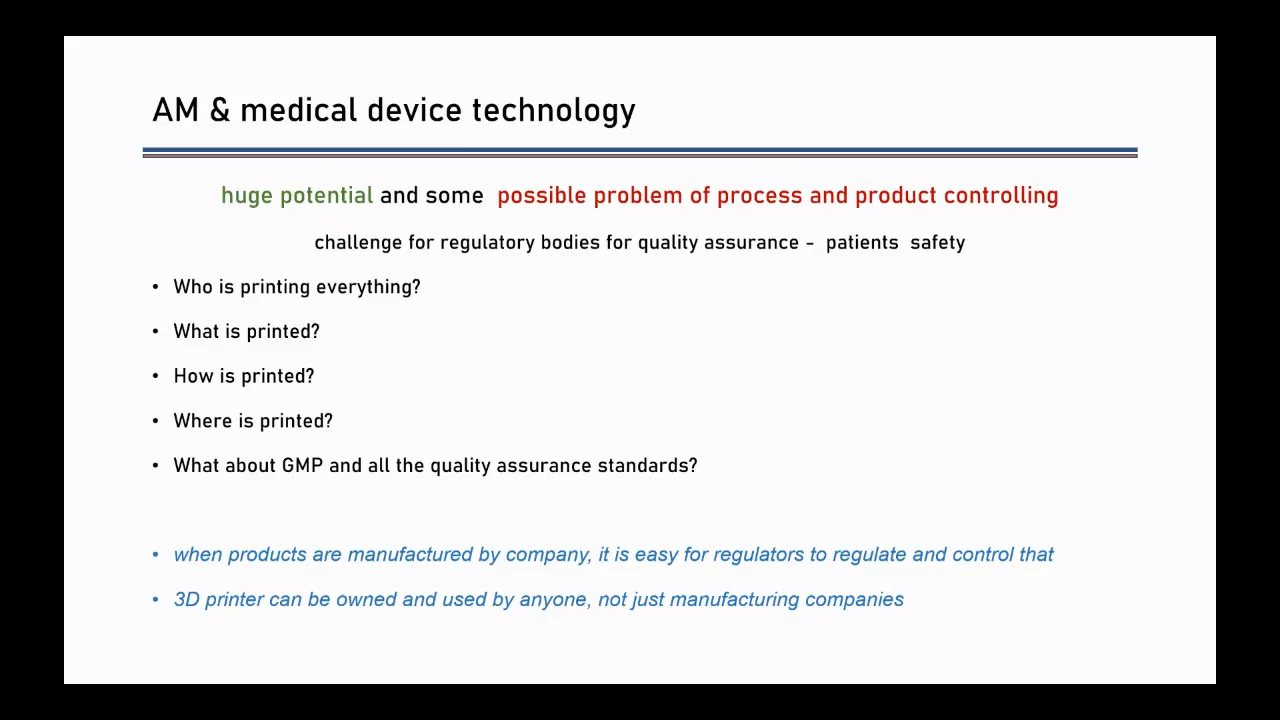 AM & medical device technology
huge potential and some possible problem of process and product controlling
challenge for regulatory bodies for quality assurance - patients safety
• Who is printing everything?
• What is printed?
• How is printed?
• Where is printed?
• What about GMP and all the quality assurance standards?
• when products are manufactured by company, it is easy for regulators to regulate and control that
• 3D printer can be owned and used by anyone, not just manufacturing companies